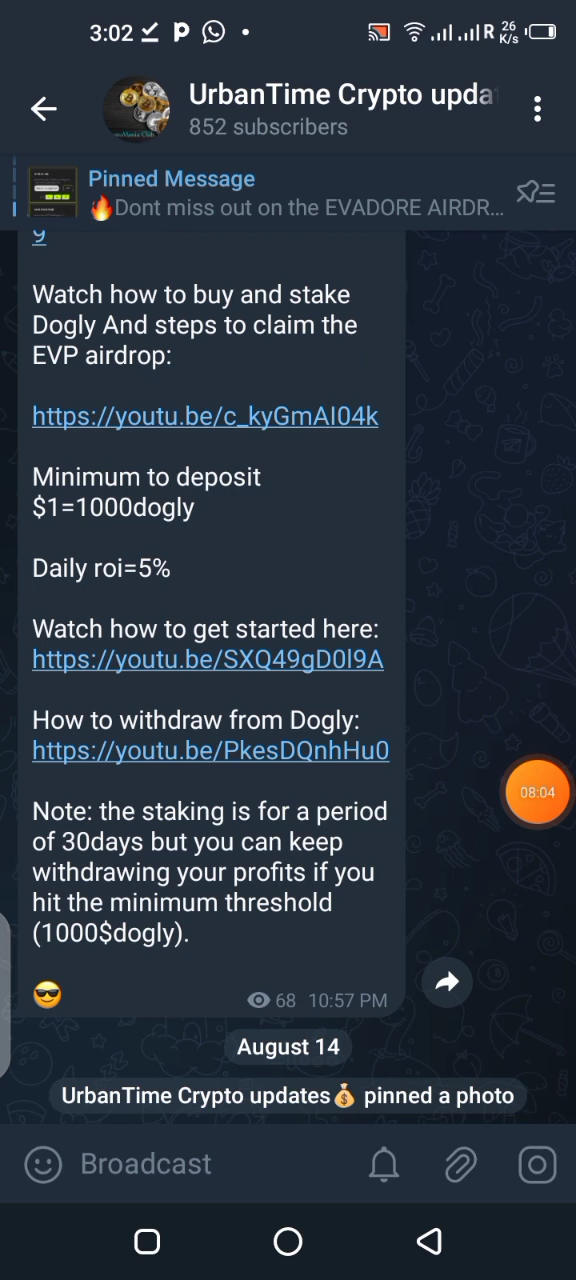 3:02
R 26 K/s
UrbanTime Crypto upda
852 subscribers
Pinned Message
🔥Dont miss out on the EVADORE AIRDR...
9
Watch how to buy and stake
Dogly And steps to claim the
EVP airdrop:
https://youtu.be/c_kyGmAI04k
Minimum to deposit
$1=1000dogly
Daily roi=5%
Watch how to get started here:
https://youtu.be/SXQ49gD0l9A
How to withdraw from Dogly:
https://youtu.be/PkesDQnhHu0
Note: the staking is for a period
of 30days but you can keep
withdrawing your profits if you
hit the minimum threshold
(1000$dogly).
😎
68 10:57 PM
08:04
August 14
UrbanTime Crypto updates💰 pinned a photo
Broadcast